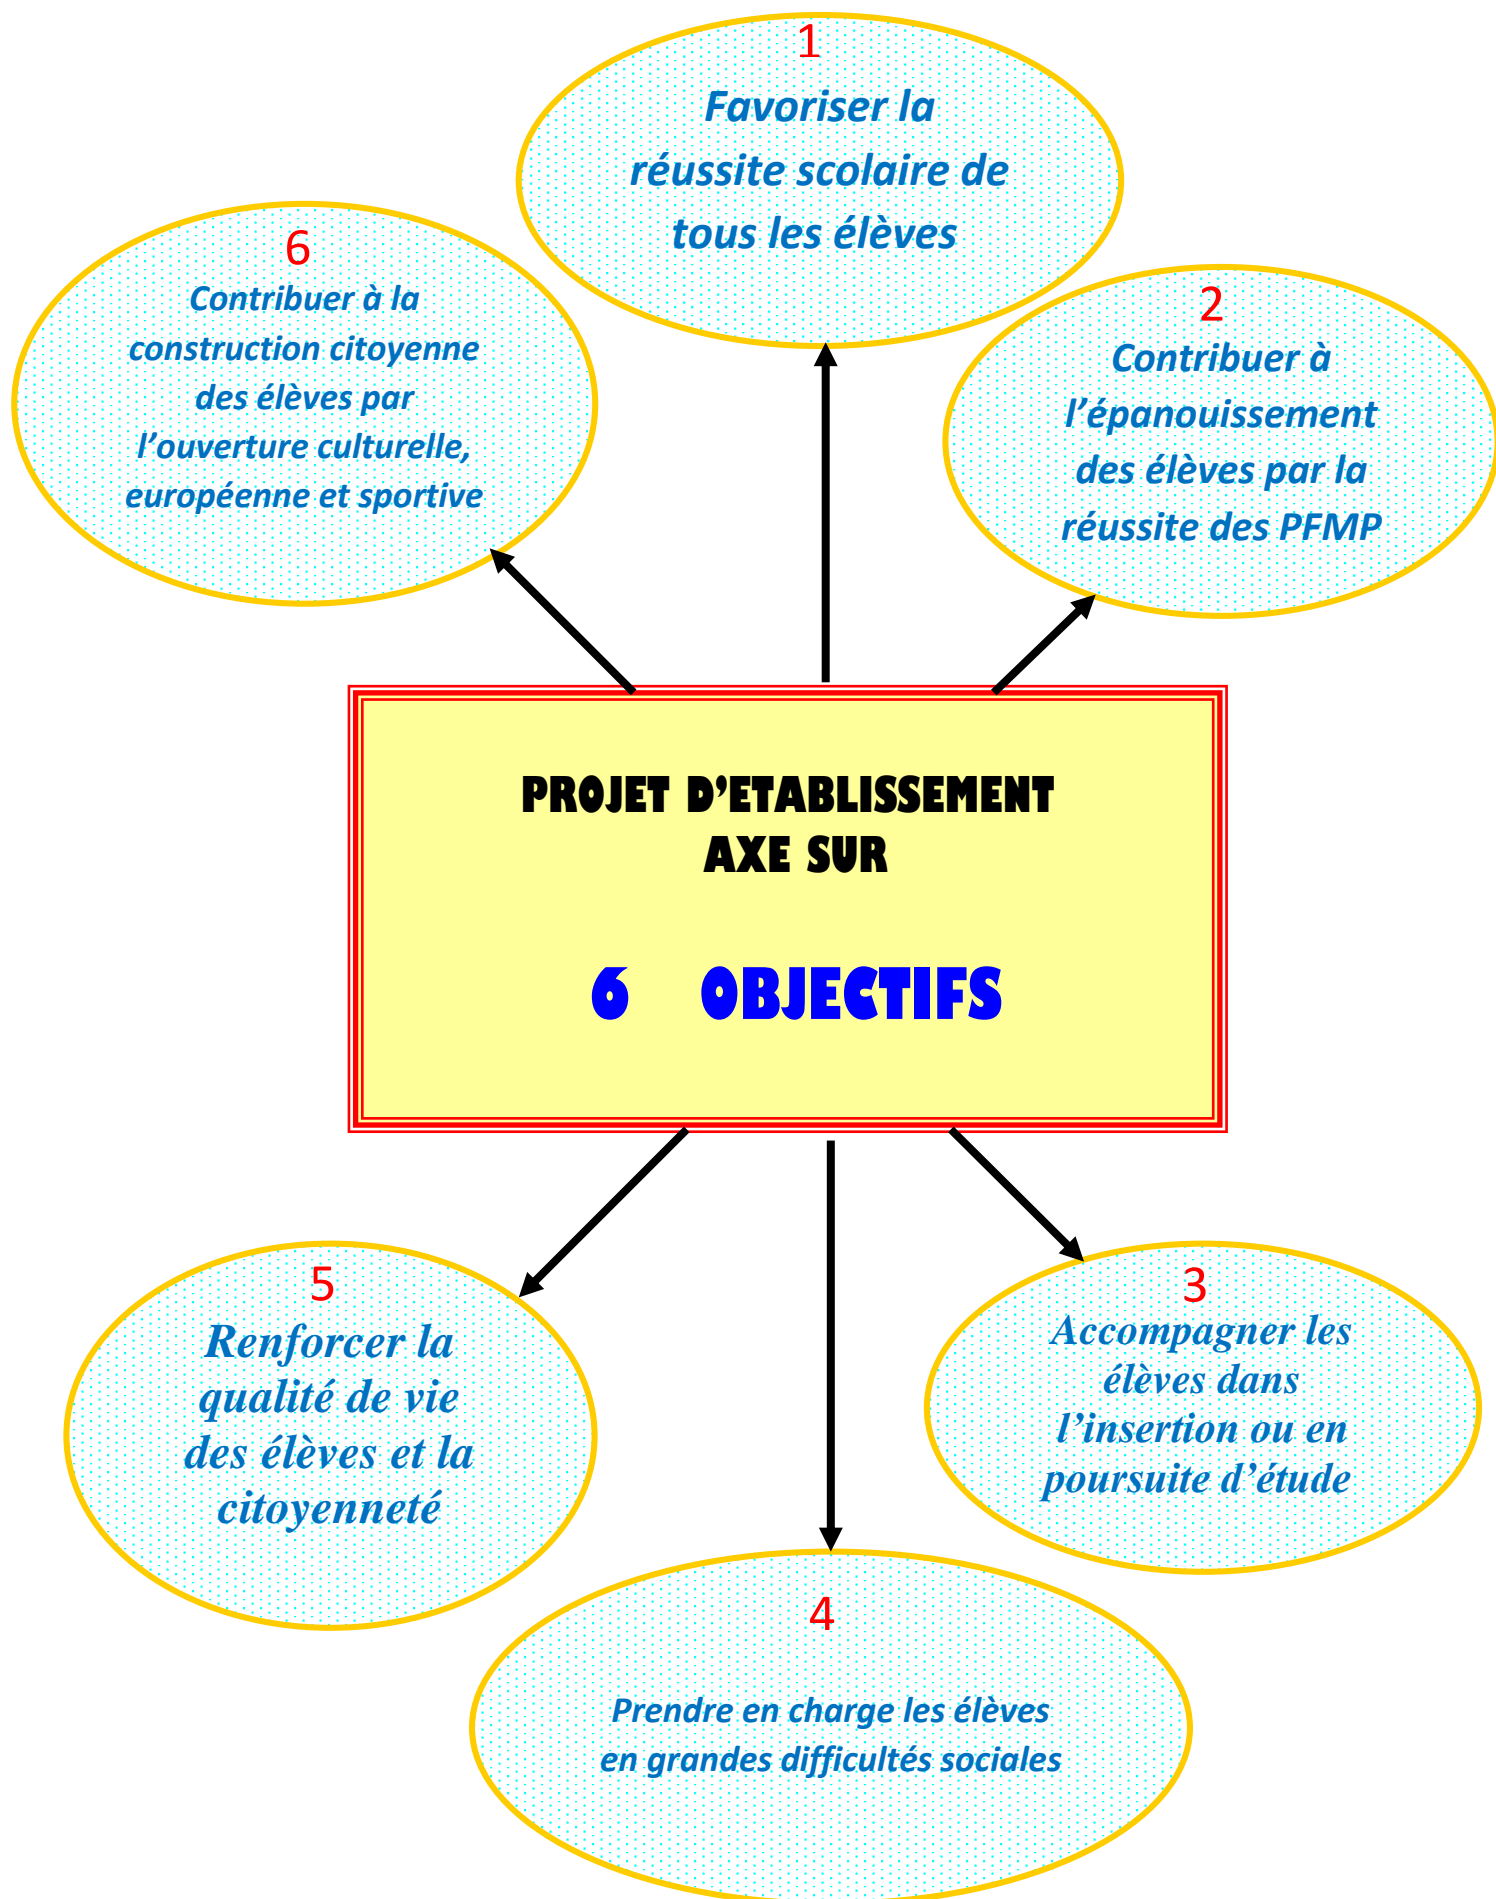 1
Favoriser la
réussite scolaire de
tous les élèves
6
Contribuer à la
construction citoyenne
des élèves par
l’ouverture culturelle,
européenne et sportive
2
Contribuer à
l’épanouissement
des élèves par la
réussite des PFMP
PROJET D’ETABLISSEMENT
AXE SUR
6 OBJECTIFS
5
Renforcer la
qualité de vie
des élèves et la
citoyenneté
3
Accompagner les
élèves dans
l’insertion ou en
poursuite d’étude
4
Prendre en charge les élèves
en grandes difficultés sociales